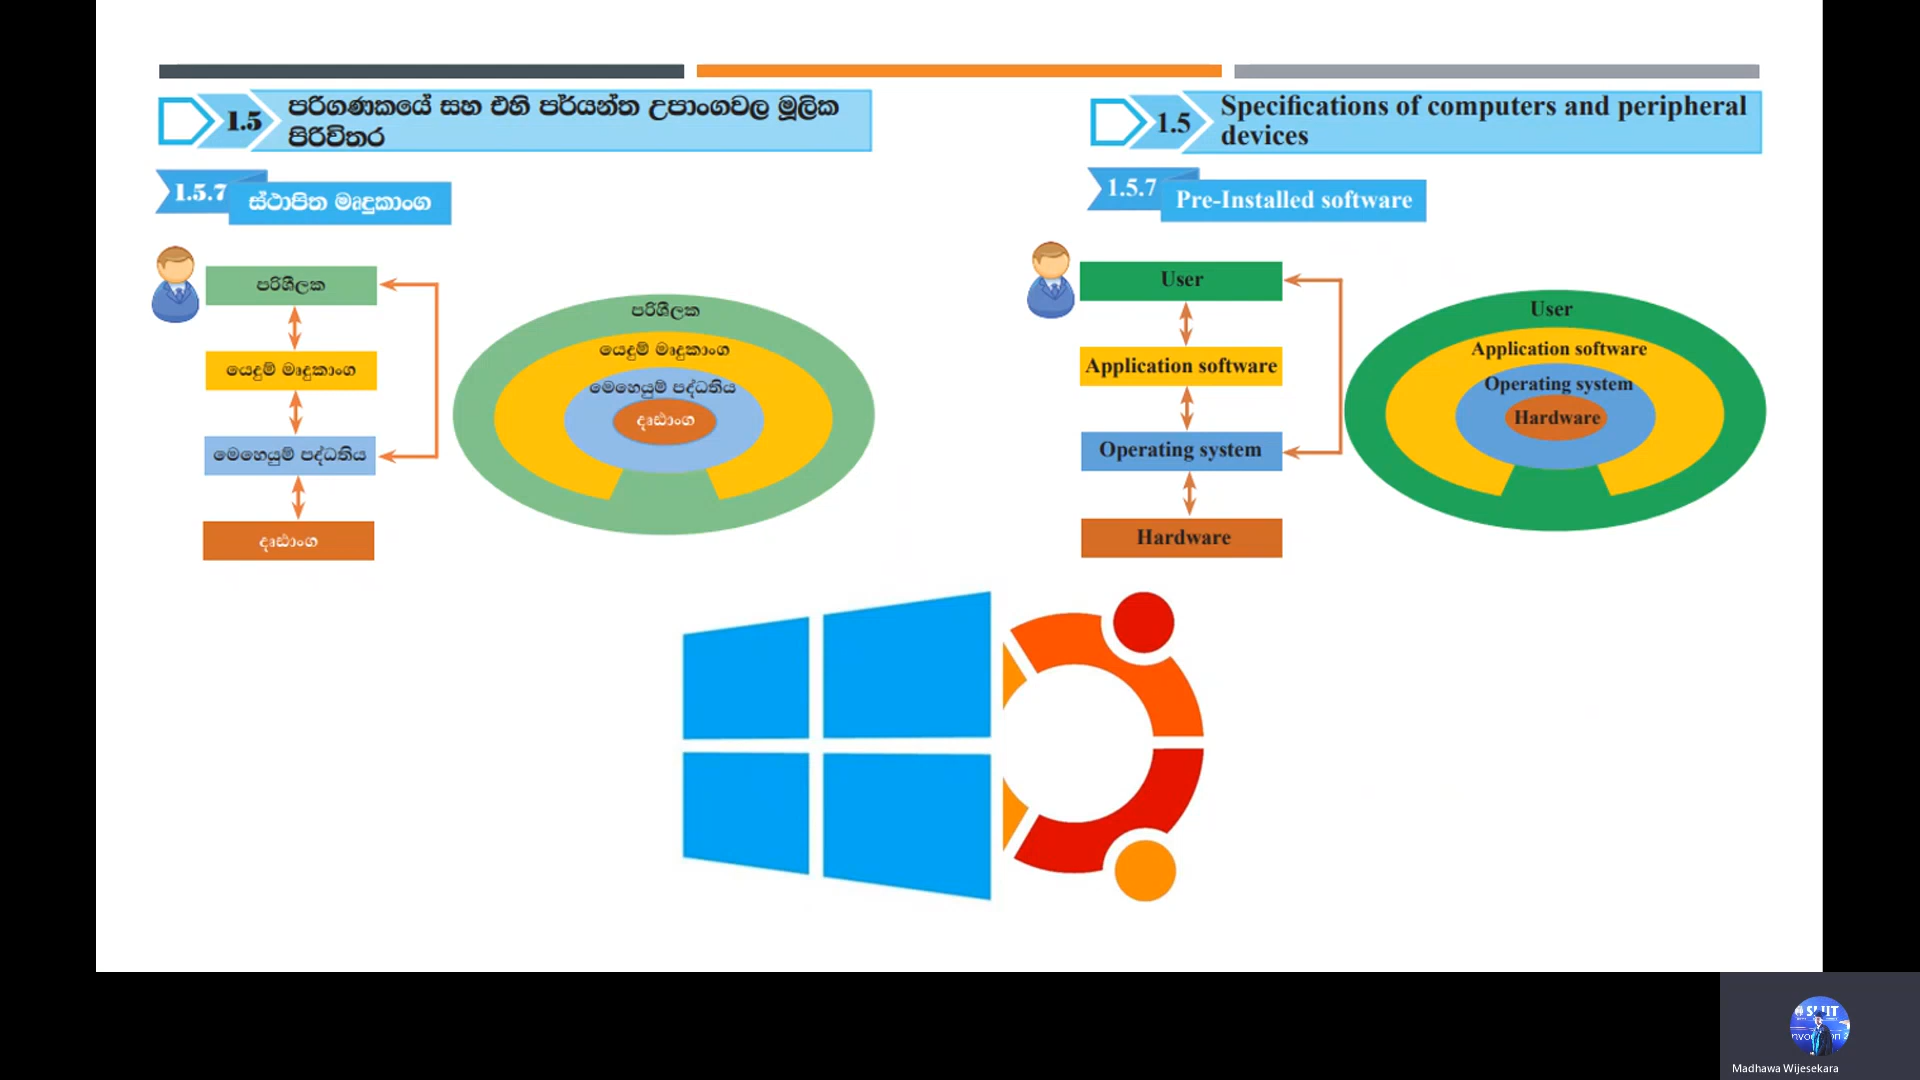 1.5
පරිගණකයේ සහ එහි පර්යන්ත උපාංගවල මූලික
පිරිවිතර
1.5.7
ස්ථාපිත මෘදුකාංග
පරිශීලක
යෙදුම් මෘදුකාංග
මෙහෙයුම් පද්ධතිය
දෘඪාංග
පරිශීලක
යෙදුම් මෘදුකාංග
මෙහෙයුම් පද්ධතිය
දෘඪාංග
1.5
Specifications of computers and peripheral
devices
1.5.7
Pre-Installed software
User
Application software
Operating system
Hardware
User
Application software
Operating system
Hardware
Madhawa Wijesekara